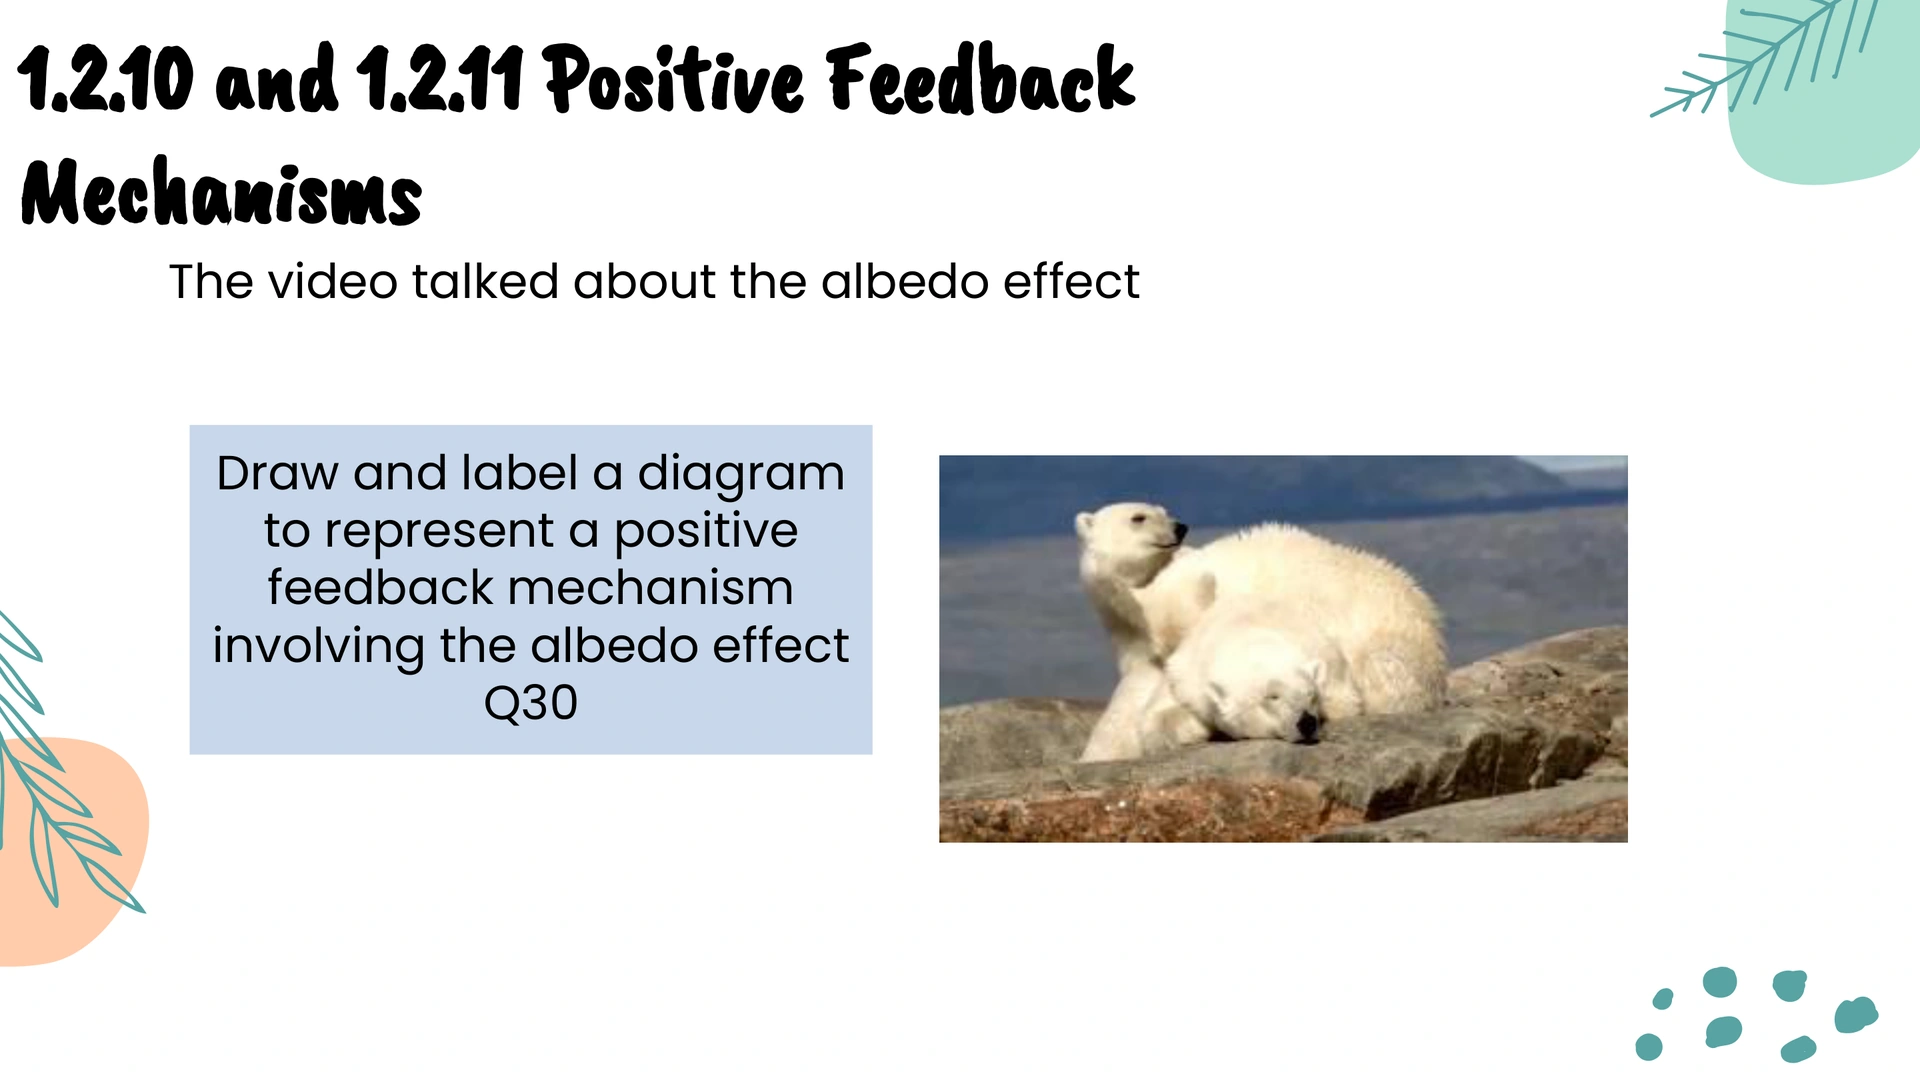 1.2.10 and 1.2.11 Positive Feedback
Mechanisms
The video talked about the albedo effect
Draw and label a diagram
to represent a positive
feedback mechanism
involving the albedo effect
Q30